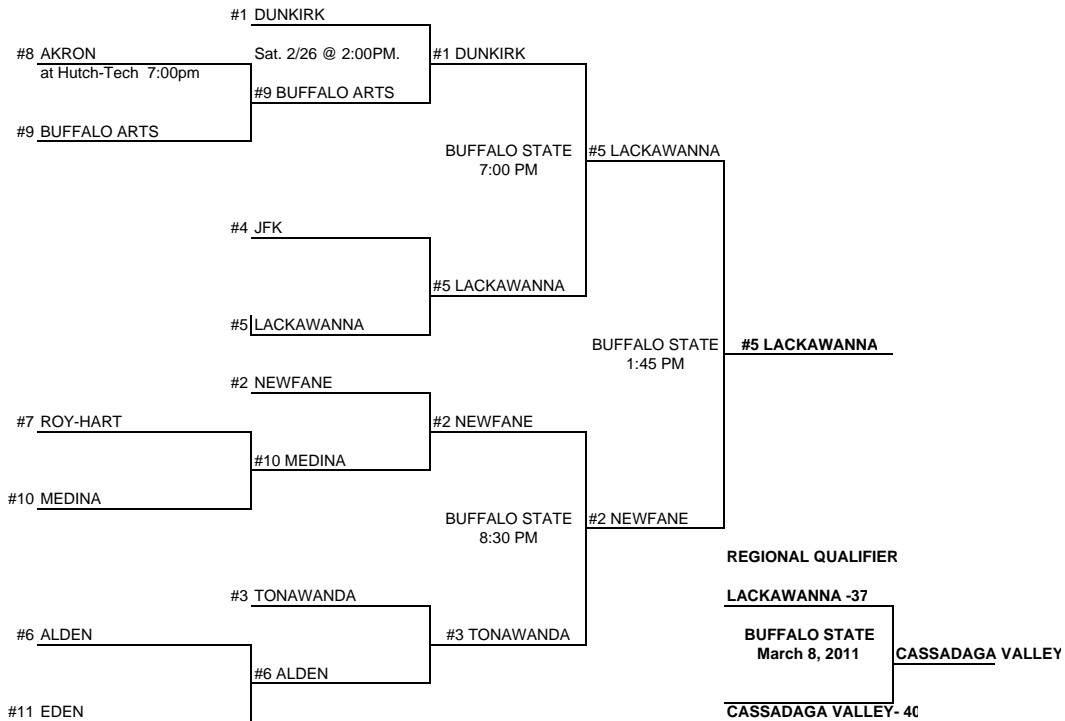 #1 DUNKIRK
#8 AKRON
Sat. 2/26 @ 2:00PM.
#1 DUNKIRK
at Hutch-Tech 7:00pm
#9 BUFFALO ARTS
#9 BUFFALO ARTS
BUFFALO STATE
7:00 PM
#5 LACKAWANNA
#4 JFK
#5 LACKAWANNA
#5 LACKAWANNA
BUFFALO STATE
1:45 PM
#5 LACKAWANNA
#2 NEWFANE
#7 ROY-HART
#2 NEWFANE
#10 MEDINA
#10 MEDINA
BUFFALO STATE
8:30 PM
#2 NEWFANE
REGIONAL QUALIFIER
#3 TONAWANDA
LACKAWANNA -37
#6 ALDEN
#3 TONAWANDA
BUFFALO STATE
March 8, 2011
CASSADAGA VALLEY
#6 ALDEN
#11 EDEN
CASSADAGA VALLEY- 40